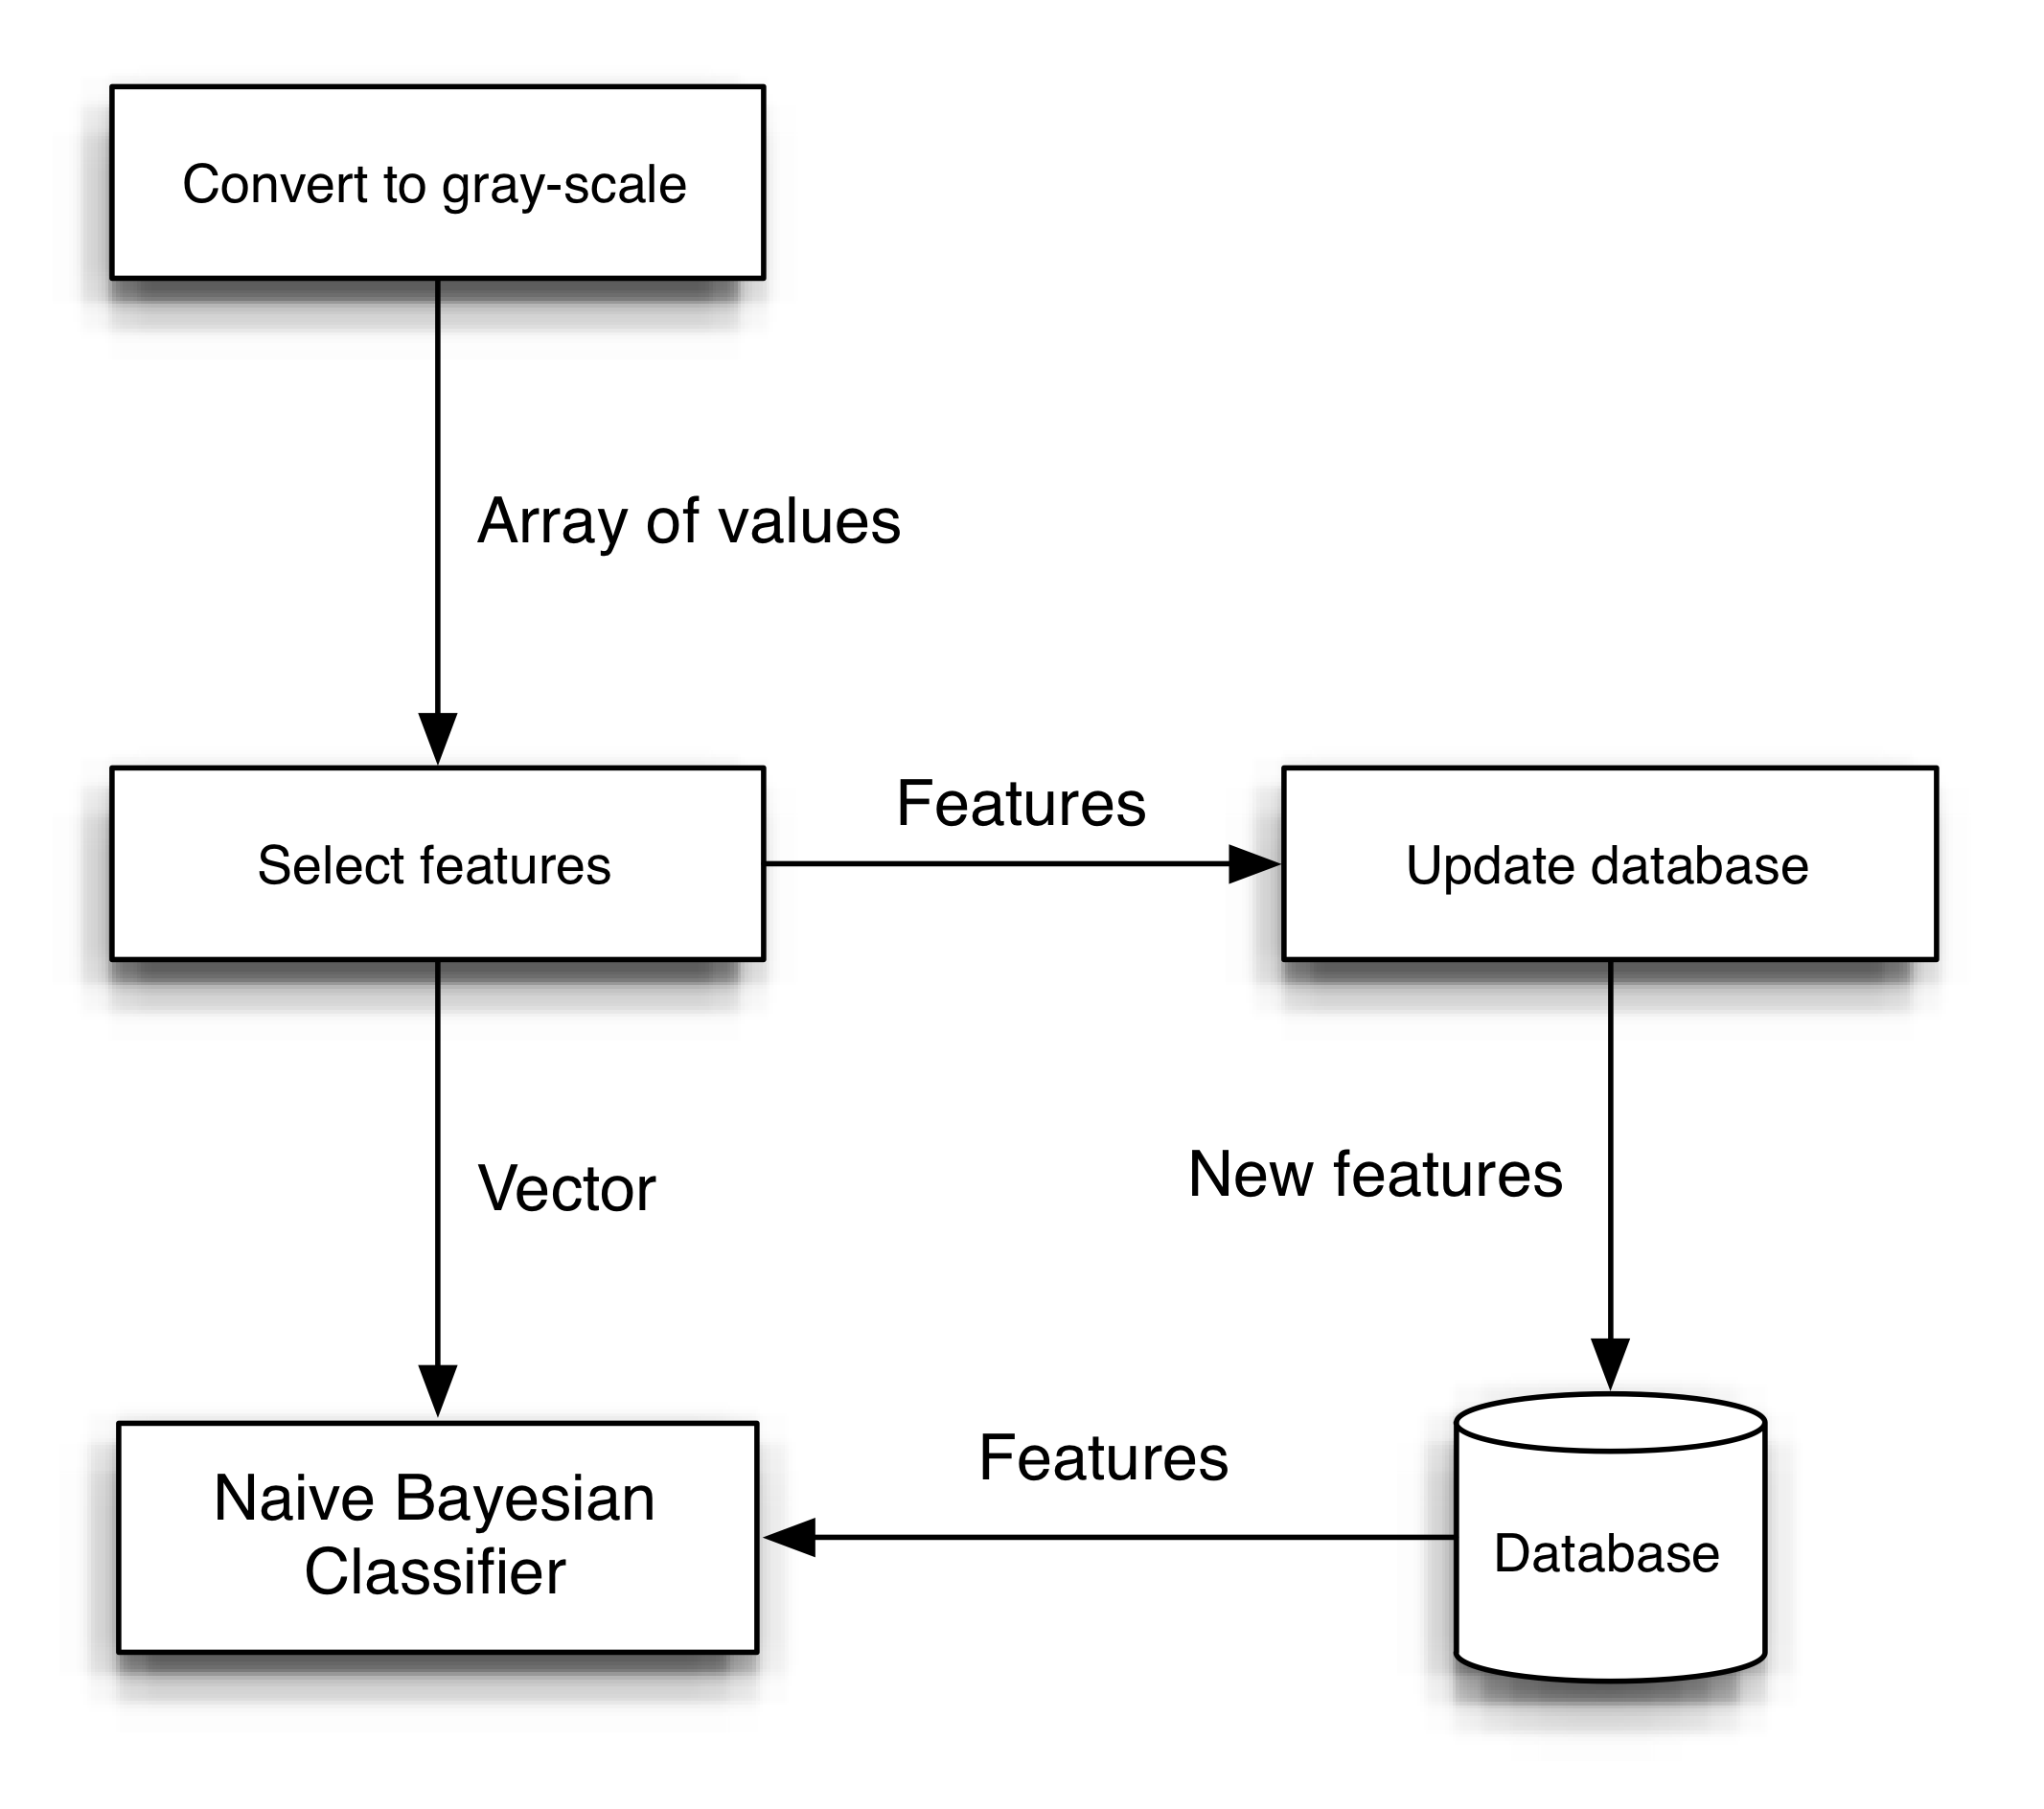 Convert to gray-scale
Array of values
Features
Select features
Update database
Vector
New features
Naive Bayesian
Classifier
Features
Database